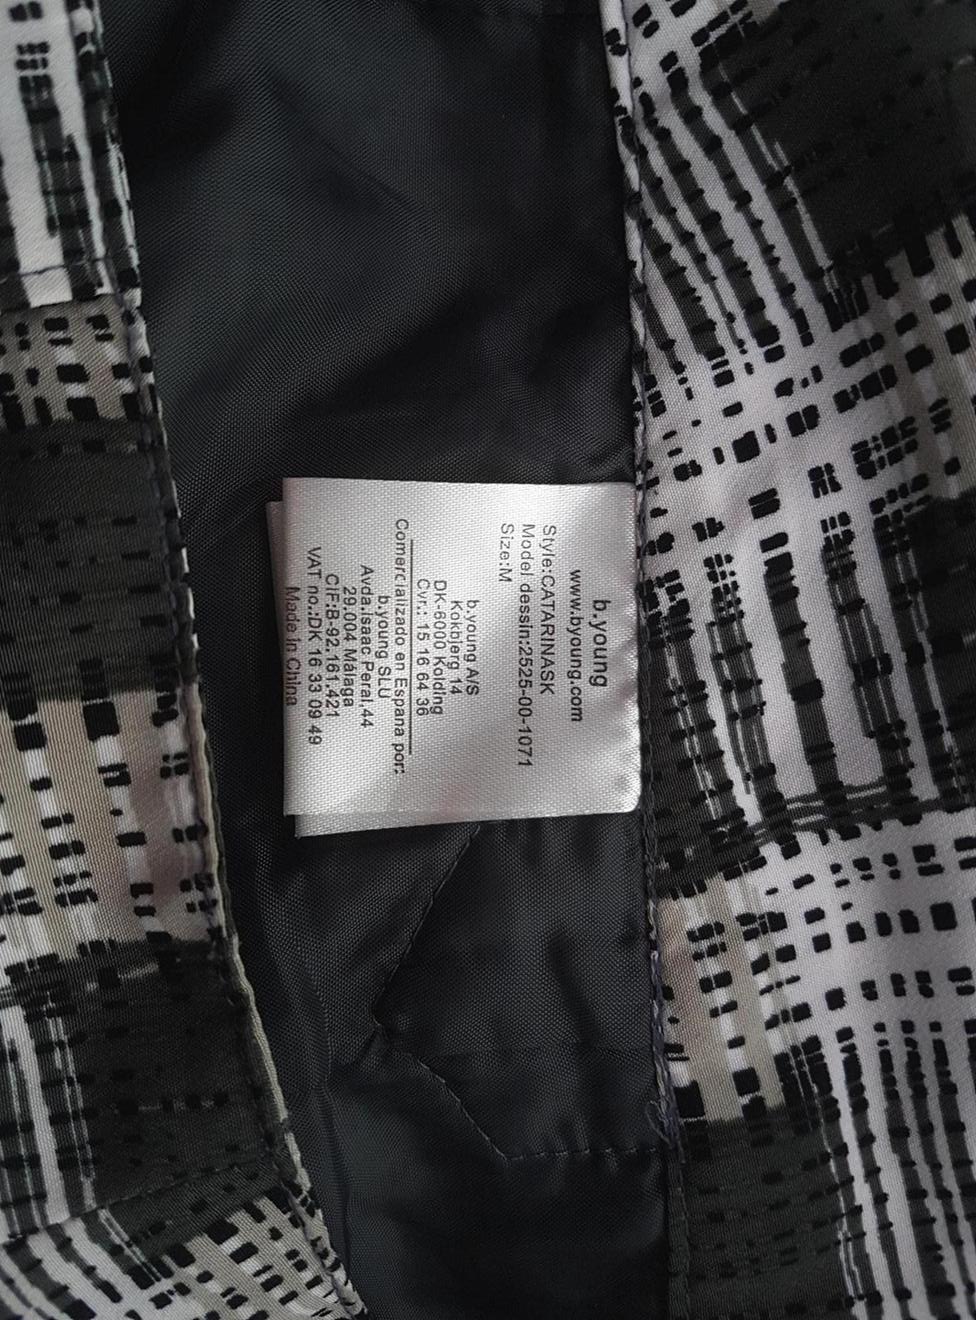 b.young
www.byoung.com
Style:CATARINASK
Model dessin:2525-00-1071
Size:M
b.young A/S
Kokbjerg 14
DK-6000 Kolding
Cvr.: 15 16 64 36
Comercializado en Espana por:
b.young SLU
Avda.Isaac Peral,44
29.004 Malaga
CIF:B-92.161.421
VAT no.:DK 16 33 09 49
Made in China